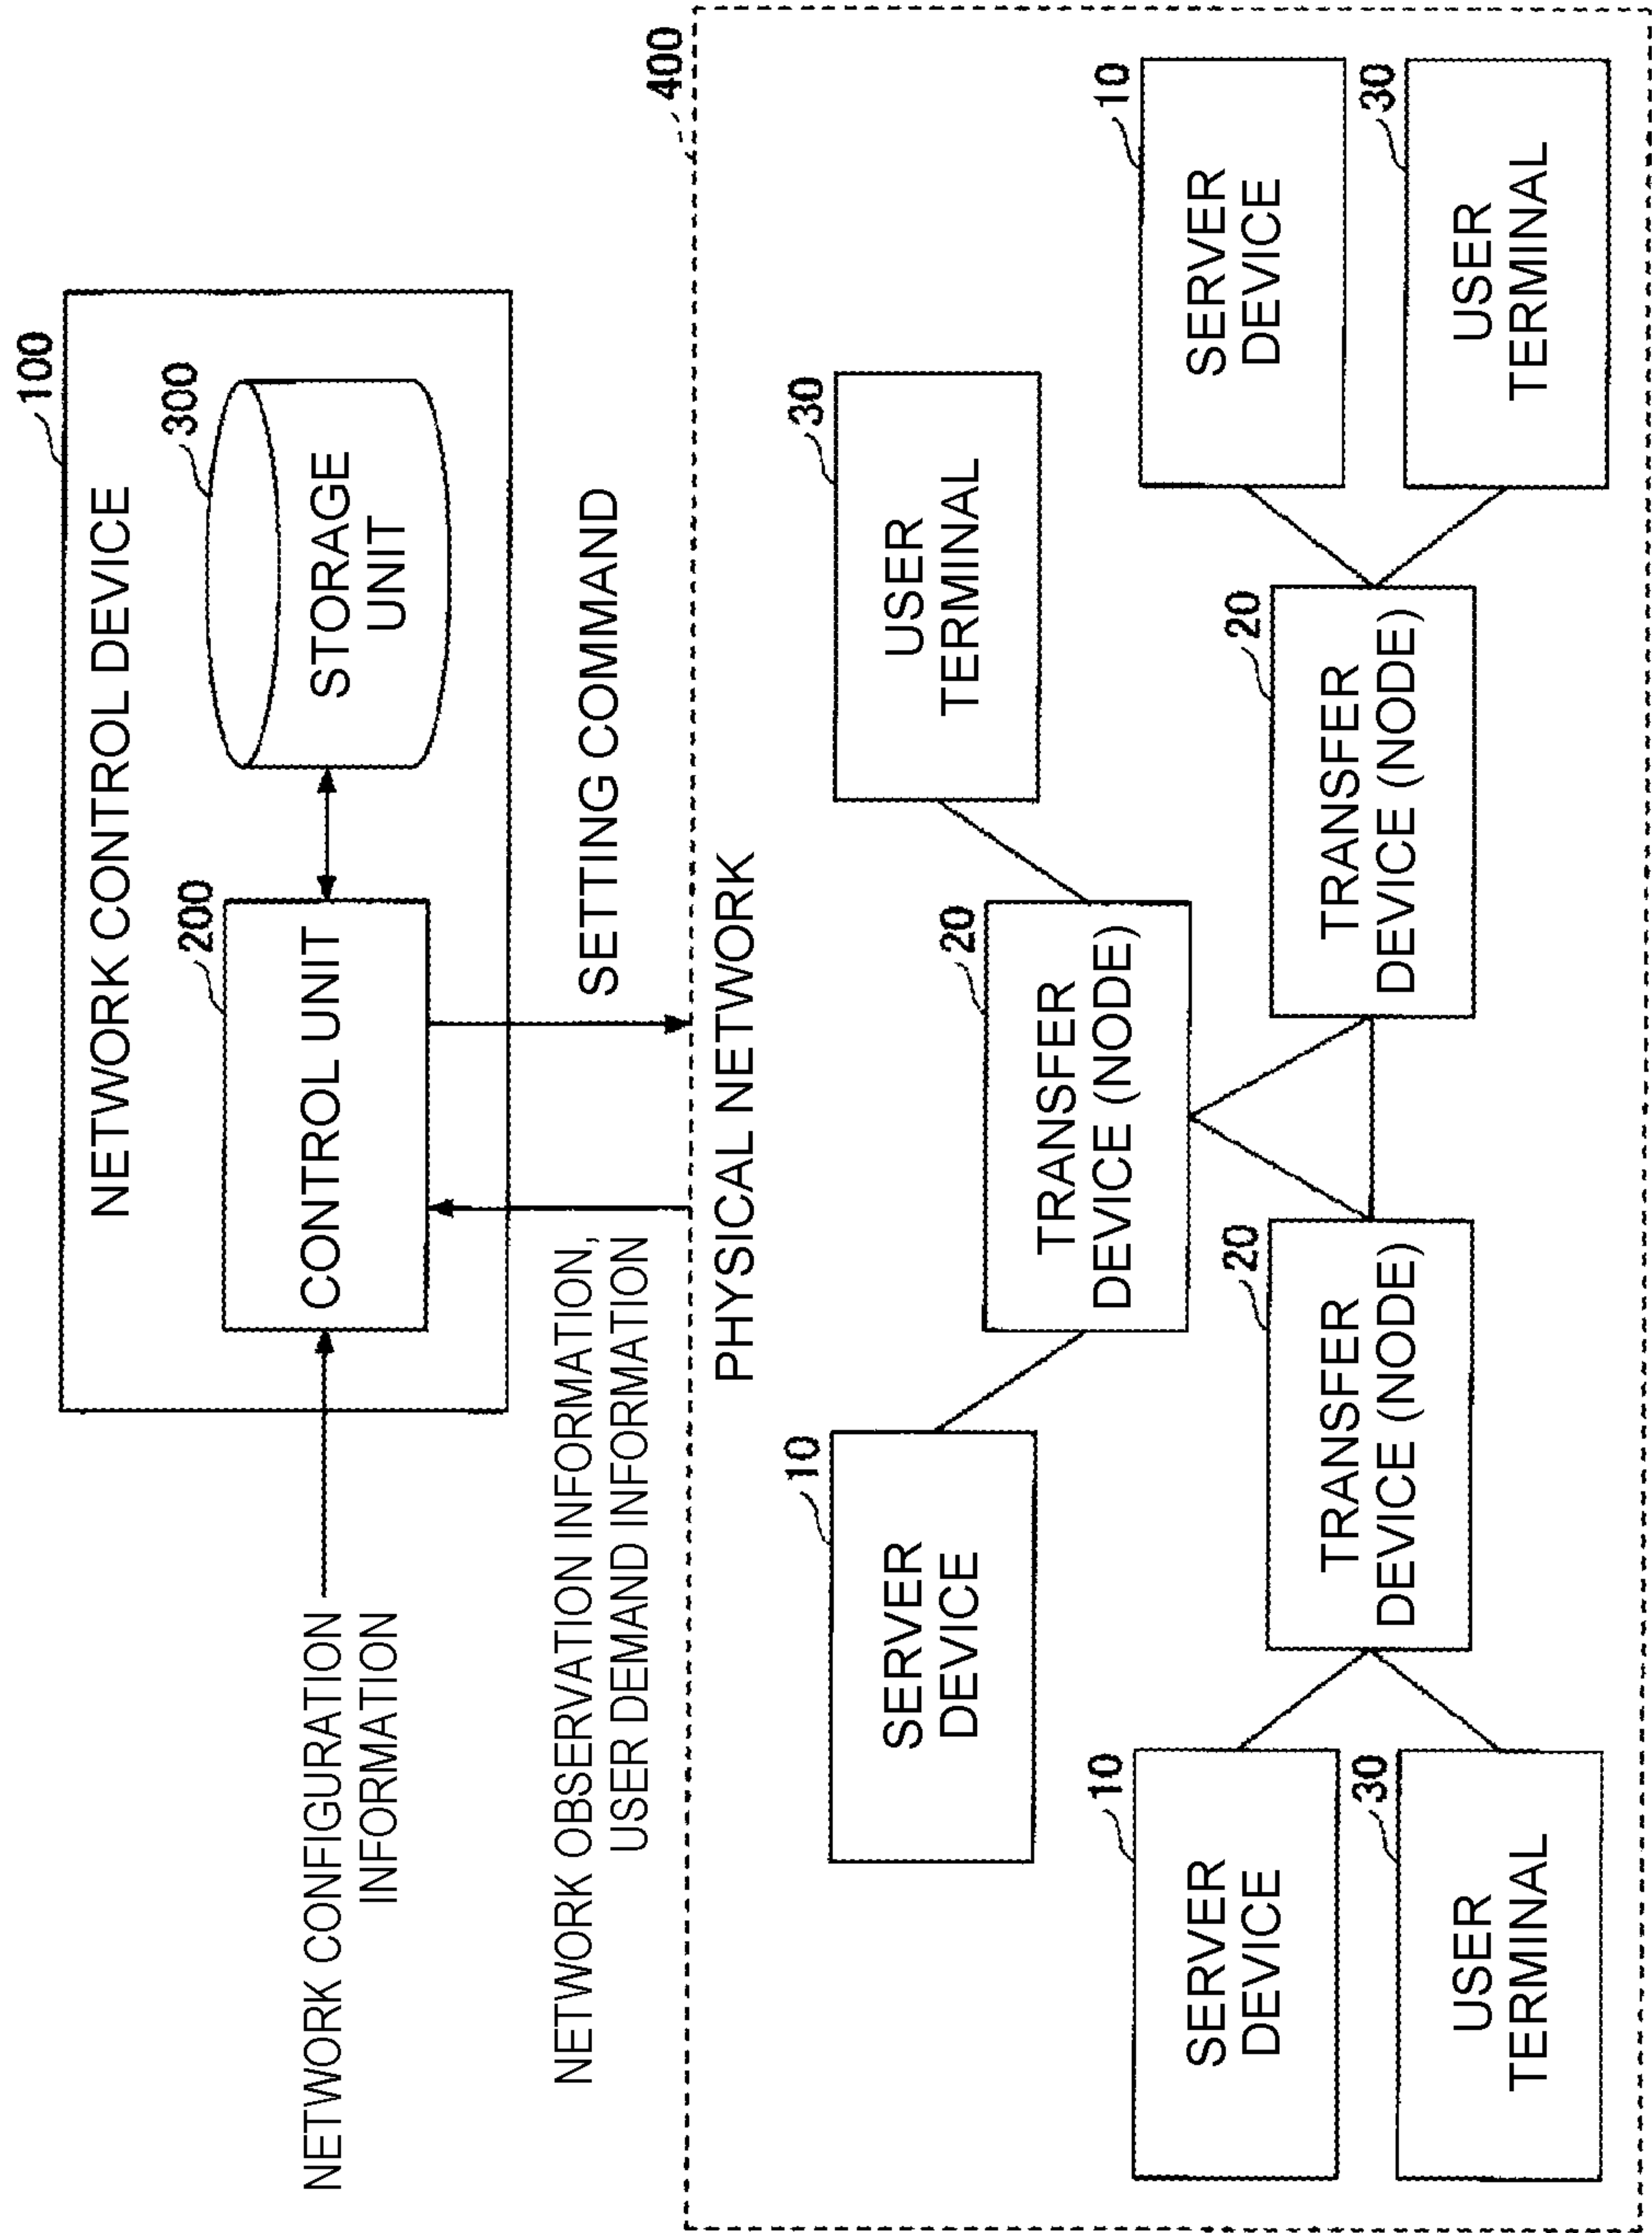 100
NETWORK CONTROL DEVICE
200
300
CONTROL UNIT
STORAGE
UNIT
NETWORK CONFIGURATION
INFORMATION
NETWORK OBSERVATION INFORMATION,
USER DEMAND INFORMATION
SETTING COMMAND
400
PHYSICAL NETWORK
10
SERVER
DEVICE
30
USER
TERMINAL
20
TRANSFER
DEVICE (NODE)
10
SERVER
DEVICE
10
SERVER
DEVICE
20
TRANSFER
DEVICE (NODE)
20
TRANSFER
DEVICE (NODE)
30
USER
TERMINAL
30
USER
TERMINAL